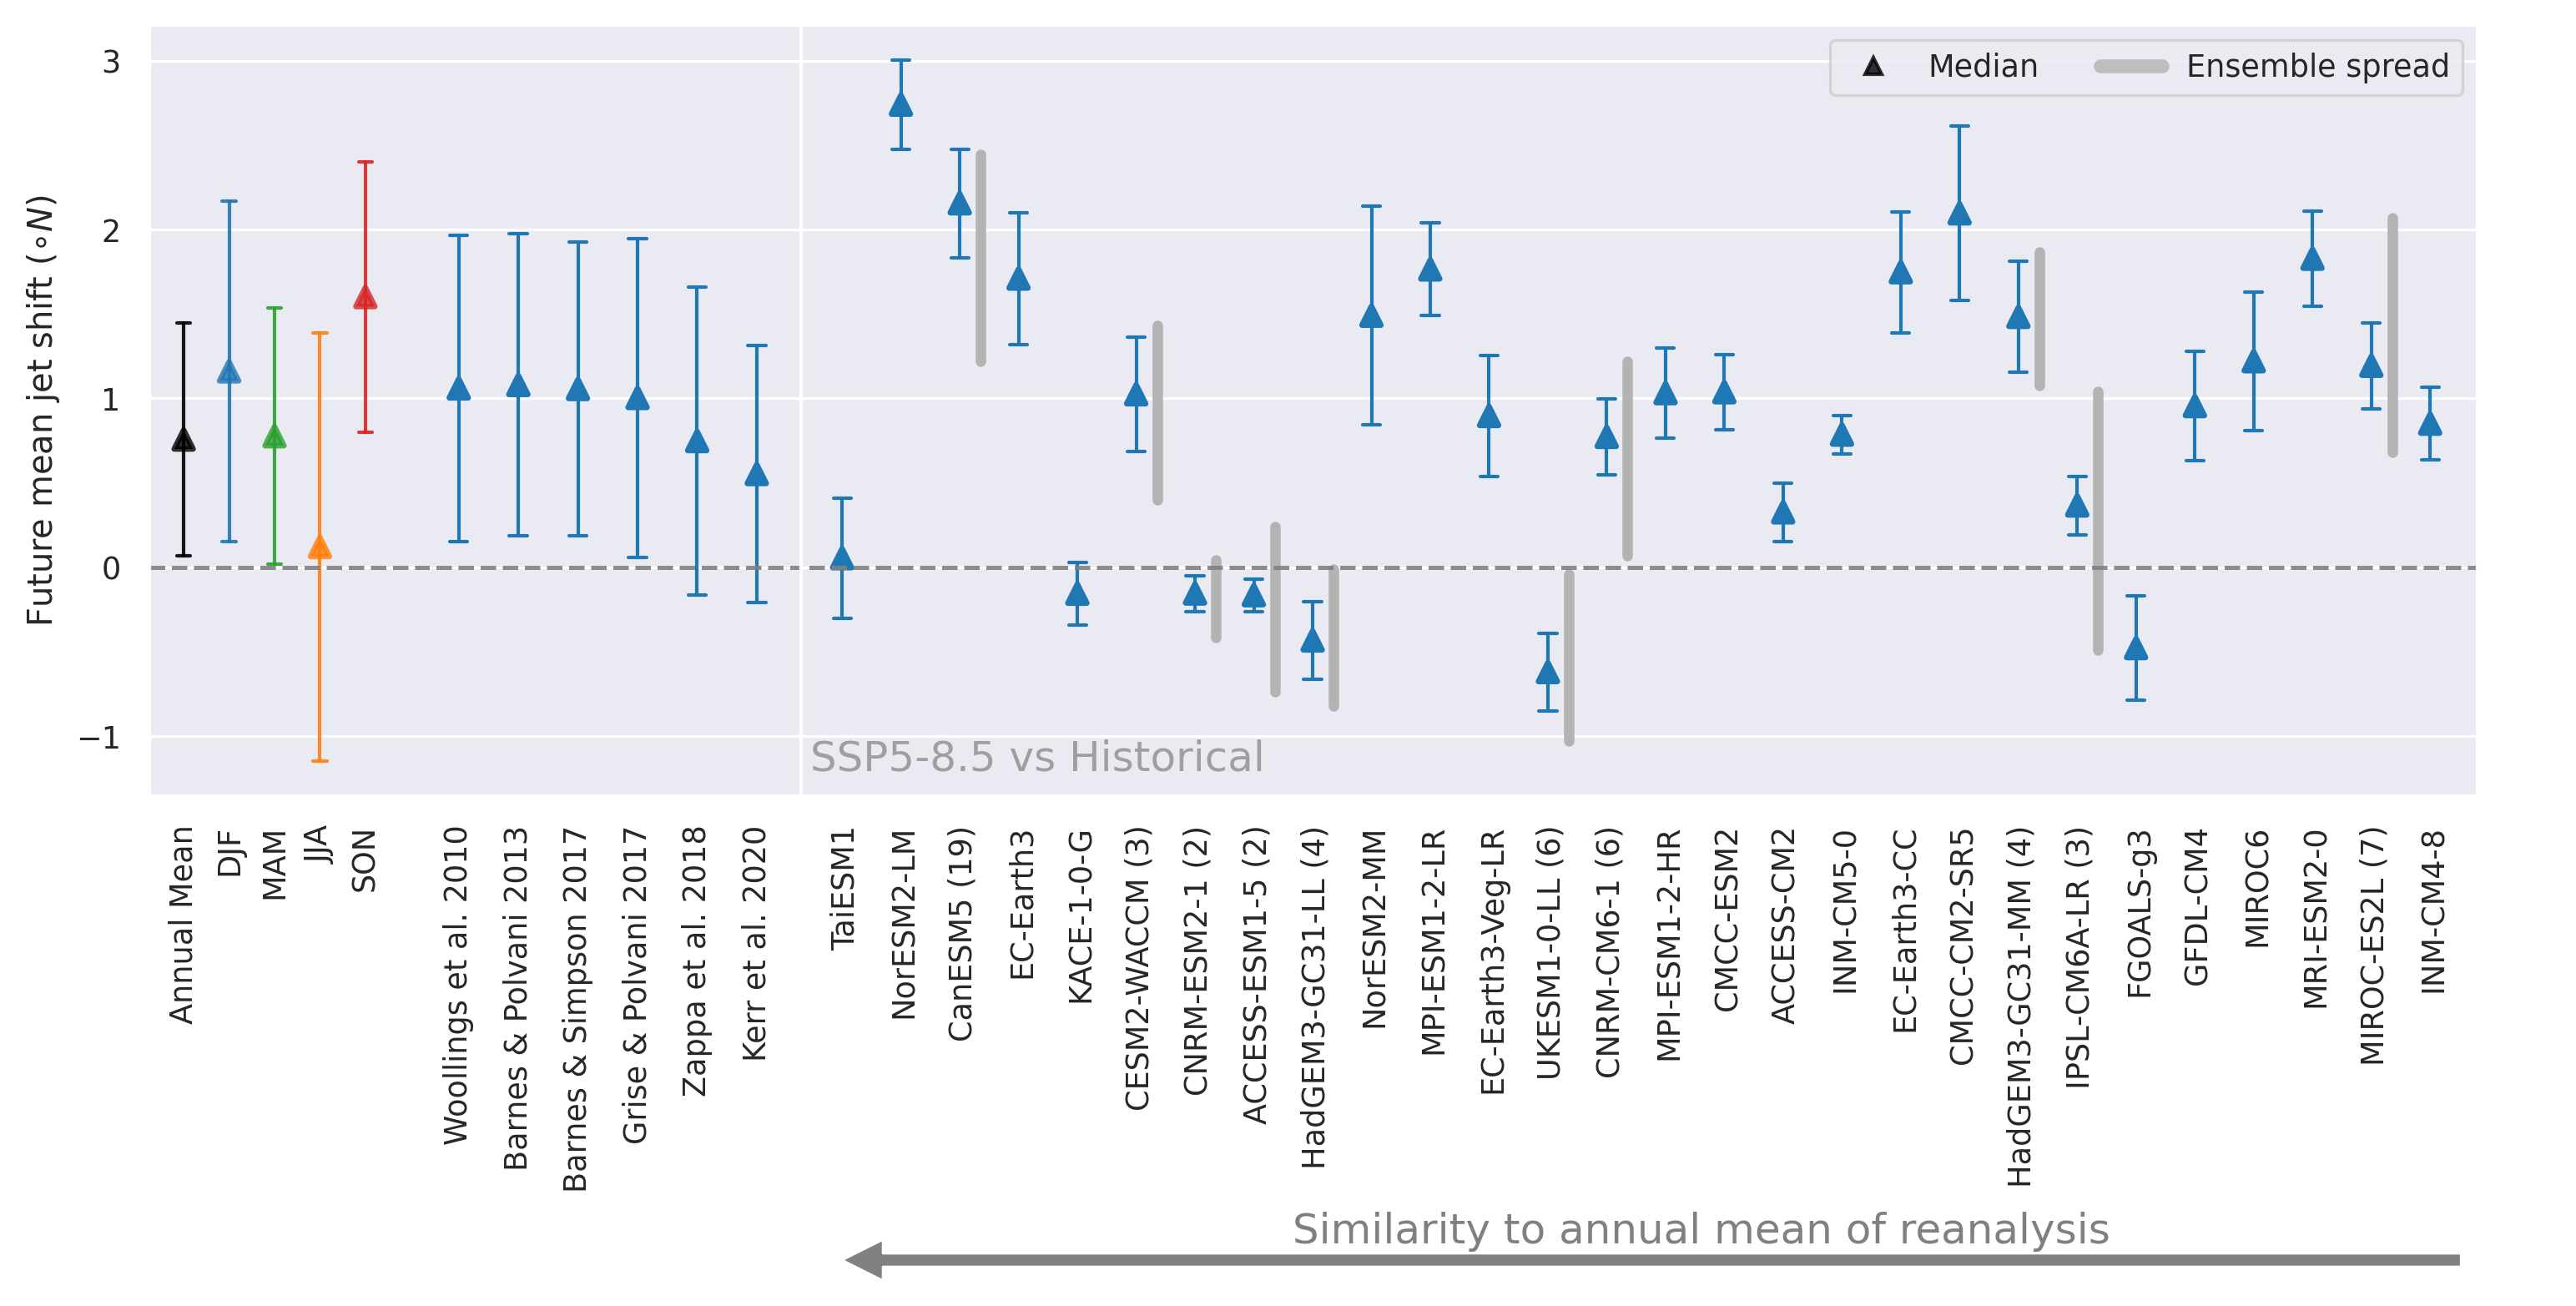 Future mean jet shift (∘N)
3
2
1
0
−1
Median
Ensemble spread
SSP5-8.5 vs Historical
Annual Mean
DJF
MAM
JJA
SON
Woollings et al. 2010
Barnes & Polvani 2013
Barnes & Simpson 2017
Grise & Polvani 2017
Zappa et al. 2018
Kerr et al. 2020
TaiESM1
NorESM2-LM
CanESM5 (19)
EC-Earth3
KACE-1-0-G
CESM2-WACCM (3)
CNRM-ESM2-1 (2)
ACCESS-ESM1-5 (2)
HadGEM3-GC31-LL (4)
NorESM2-MM
MPI-ESM1-2-LR
EC-Earth3-Veg-LR
UKESM1-0-LL (6)
CNRM-CM6-1 (6)
MPI-ESM1-2-HR
CMCC-ESM2
ACCESS-CM2
INM-CM5-0
EC-Earth3-CC
CMCC-CM2-SR5
HadGEM3-GC31-MM (4)
IPSL-CM6A-LR (3)
FGOALS-g3
GFDL-CM4
MIROC6
MRI-ESM2-0
MIROC-ES2L (7)
INM-CM4-8
Similarity to annual mean of reanalysis